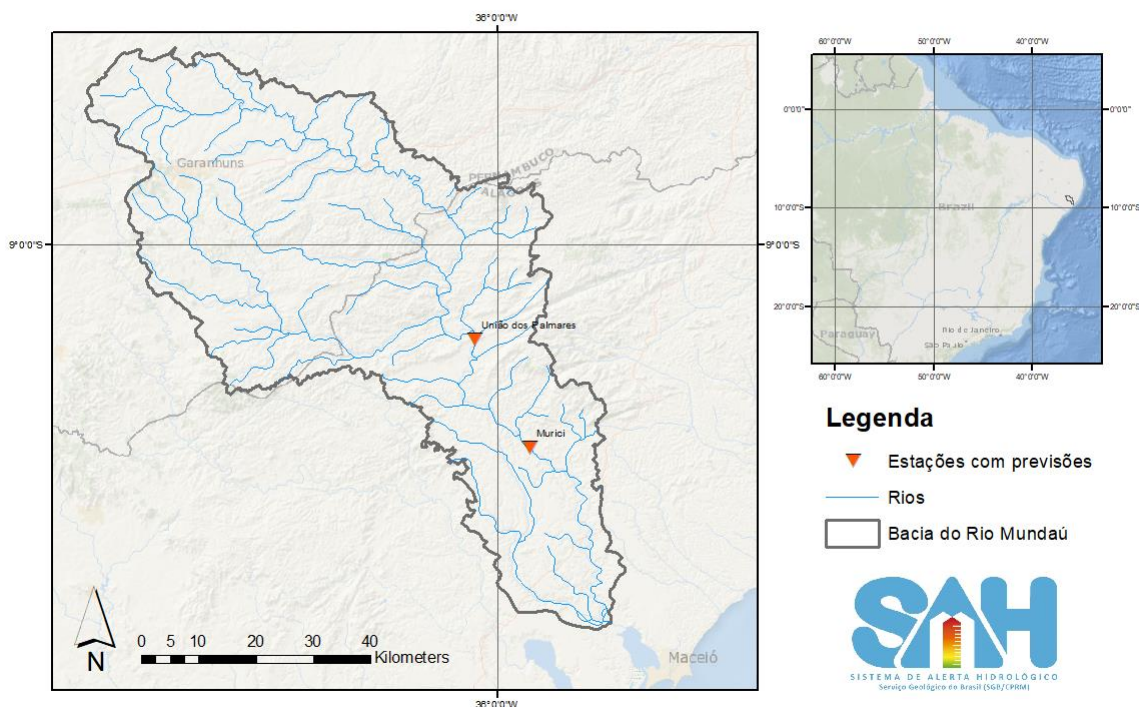 36°0'0"W
Garanhuns
PERNAMBUCO
ALAGOAS
9°0'0"S
9°0'0"S
União dos Palmares
Murici
Maceió
0 5 10 20 30 40
Kilometers
N
36°0'0"W
60°0'0"W 50°0'0"W 40°0'0"W
0°0'0"
0°0'0"
Brazil
10°0'0"S
10°0'0"S
20°0'0"S
20°0'0"S
Paraguay
Rio de Janeiro
São Paulo
60°0'0"W 50°0'0"W 40°0'0"W
Legenda
Estações com previsões
Rios
Bacia do Rio Mundaú
SAH
SISTEMA DE ALERTA HIDROLÓGICO
Serviço Geológico do Brasil (SGB/CPRM)